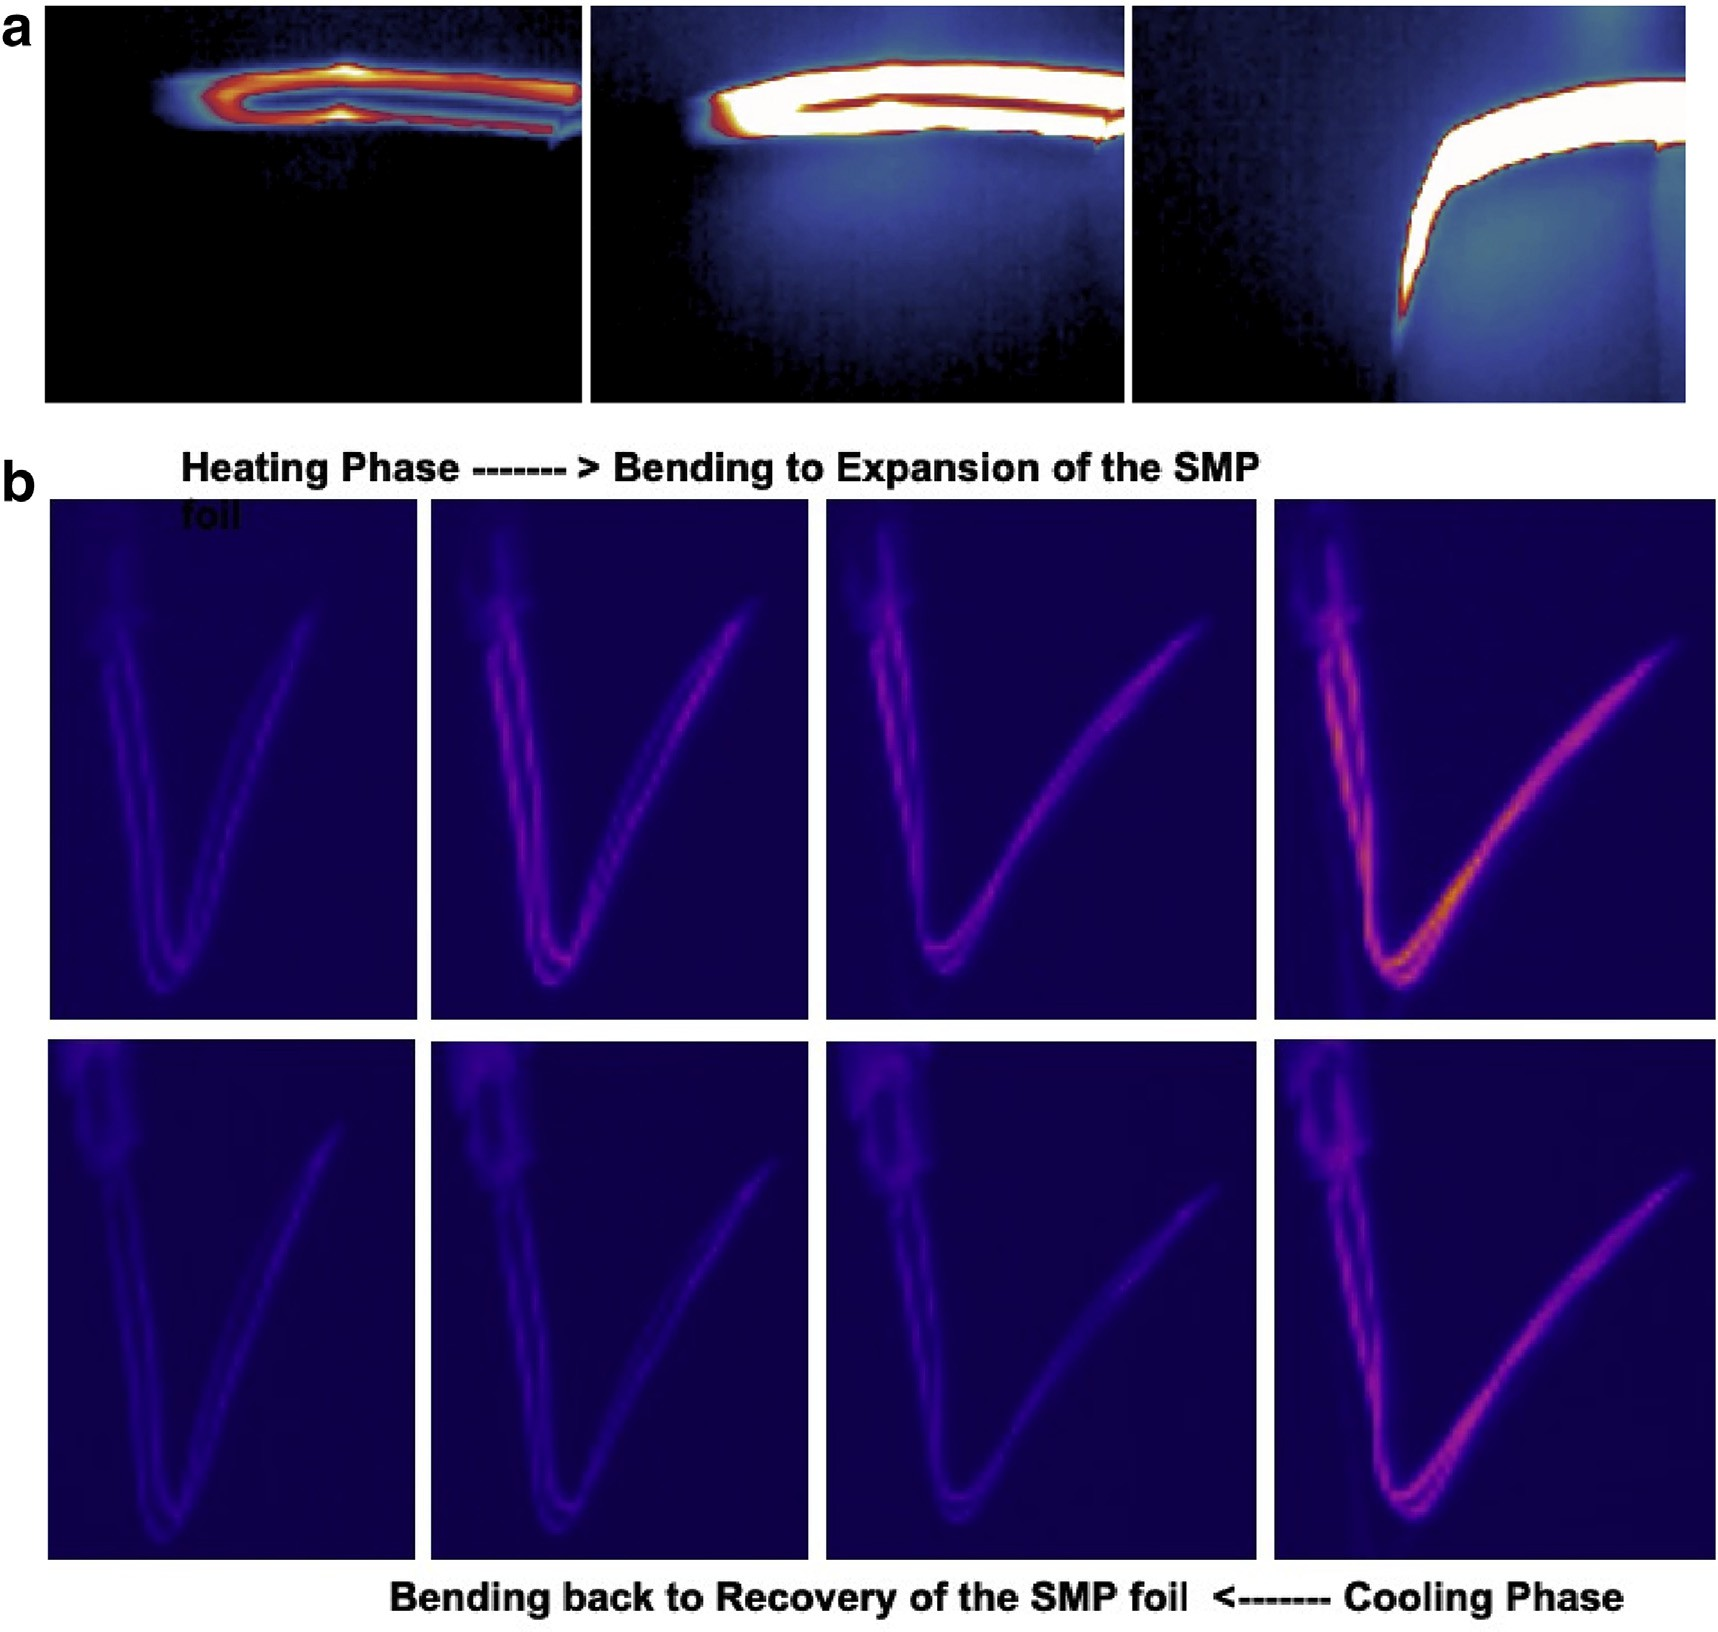 a
Heating Phase ------- > Bending to Expansion of the SMP
b
foil
Bending back to Recovery of the SMP foil <------- Cooling Phase